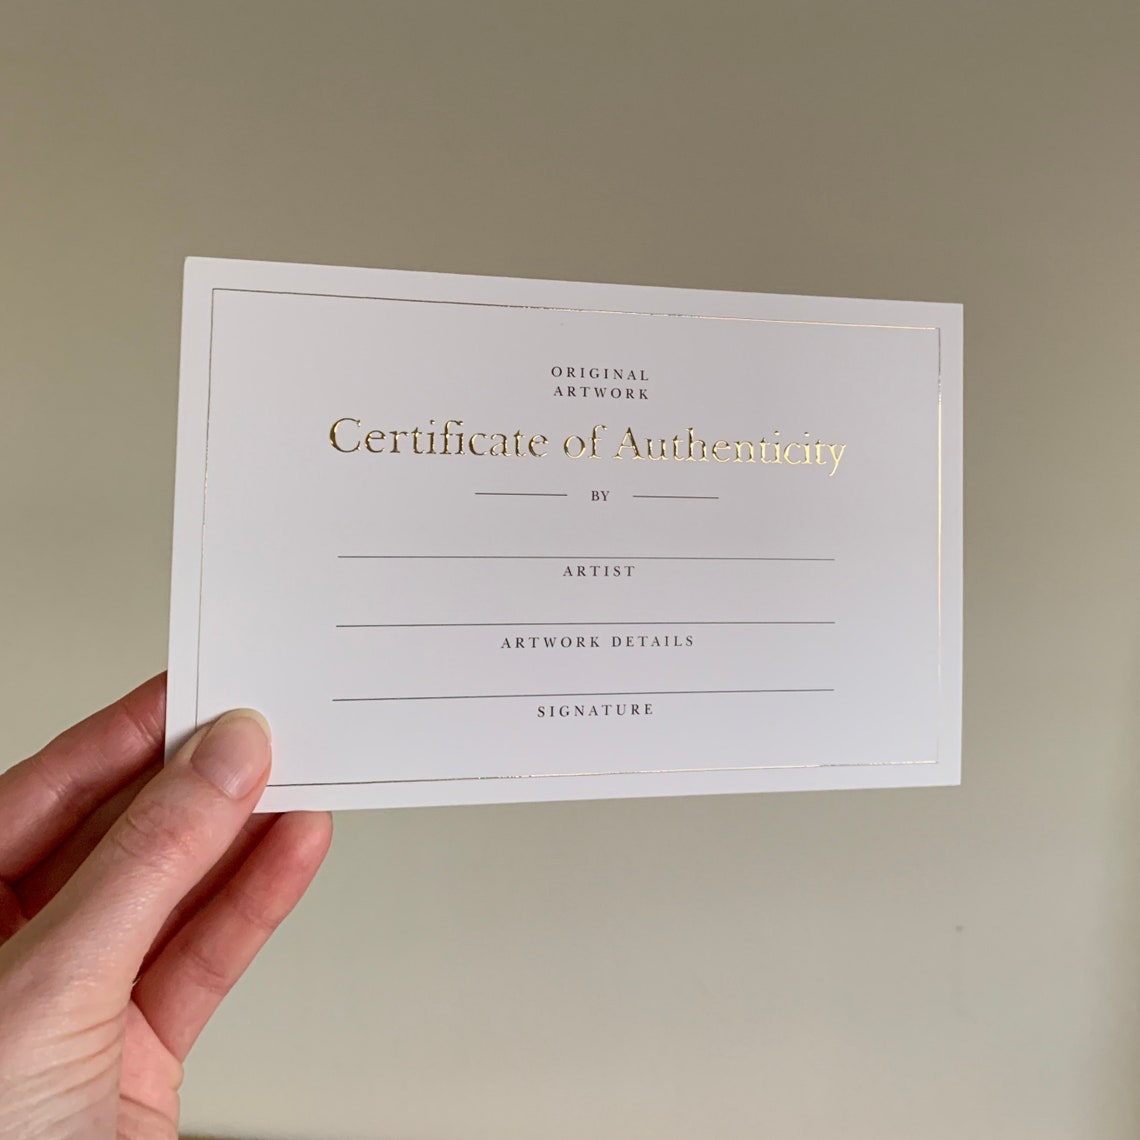 ORIGINAL
ARTWORK
Certificate of Authenticity
BY
ARTIST
ARTWORK DETAILS
SIGNATURE